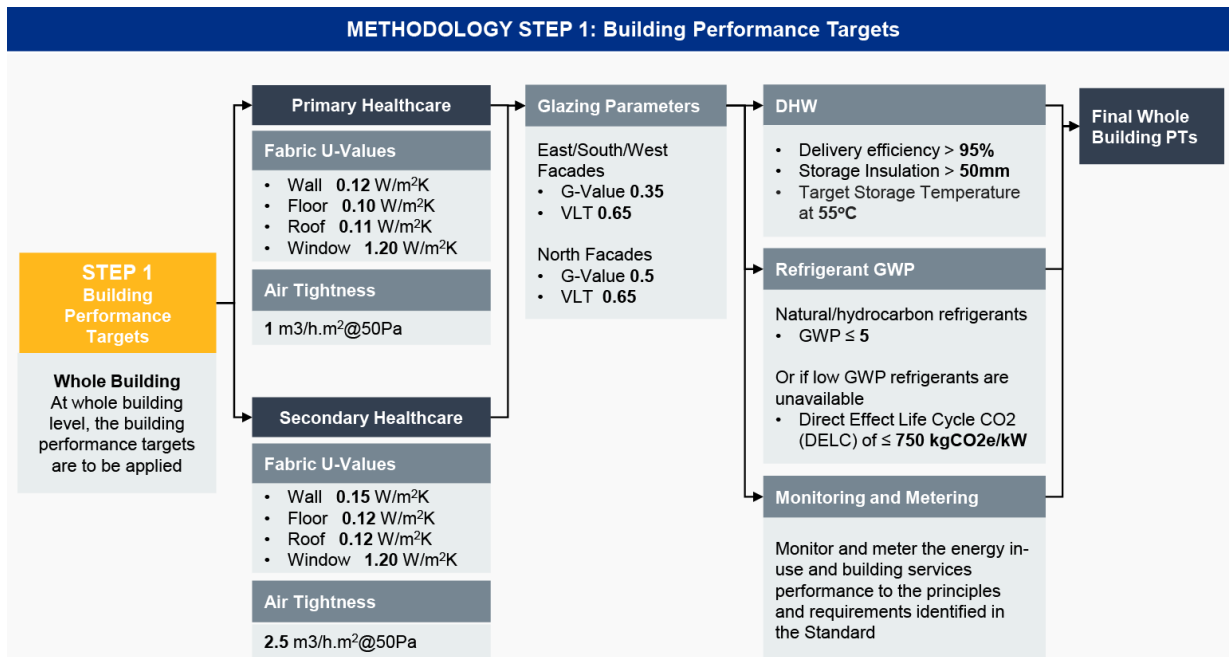 METHODOLOGY STEP 1: Building Performance Targets
STEP 1
Building
Performance
Targets
Whole Building
At whole building
level, the building
performance targets
are to be applied
Primary Healthcare
Fabric U-Values
• Wall 0.12 W/m²K
• Floor 0.10 W/m²K
• Roof 0.11 W/m²K
• Window 1.20 W/m²K
Air Tightness
1 m3/h.m²@50Pa
Secondary Healthcare
Fabric U-Values
• Wall 0.15 W/m²K
• Floor 0.12 W/m²K
• Roof 0.12 W/m²K
• Window 1.20 W/m²K
Air Tightness
2.5 m3/h.m²@50Pa
Glazing Parameters
East/South/West
Facades
• G-Value 0.35
• VLT 0.65
North Facades
• G-Value 0.5
• VLT 0.65
DHW
• Delivery efficiency > 95%
• Storage Insulation > 50mm
• Target Storage Temperature
at 55°C
Refrigerant GWP
Natural/hydrocarbon refrigerants
• GWP ≤ 5
Or if low GWP refrigerants are
unavailable
• Direct Effect Life Cycle CO2
(DELC) of ≤ 750 kgCO2e/kW
Monitoring and Metering
Monitor and meter the energy in-
use and building services
performance to the principles
and requirements identified in
the Standard
Final Whole
Building PTs